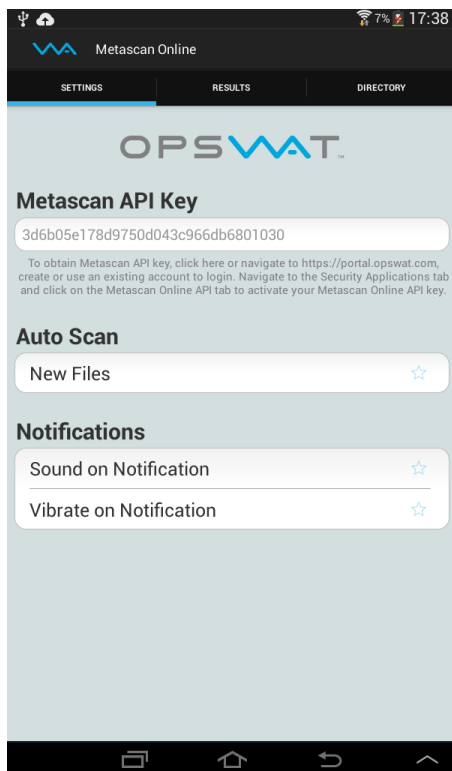 7% 17:38
Metascan Online
SETTINGS RESULTS DIRECTORY
OPSWAT™
Metascan API Key
3d6b05e178d9750d043c966db6801030
To obtain Metascan API key, click here or navigate to https://portal.opswat.com,
create or use an existing account to login. Navigate to the Security Applications tab
and click on the Metascan Online API tab to activate your Metascan Online API key.
Auto Scan
New Files
Notifications
Sound on Notification
Vibrate on Notification